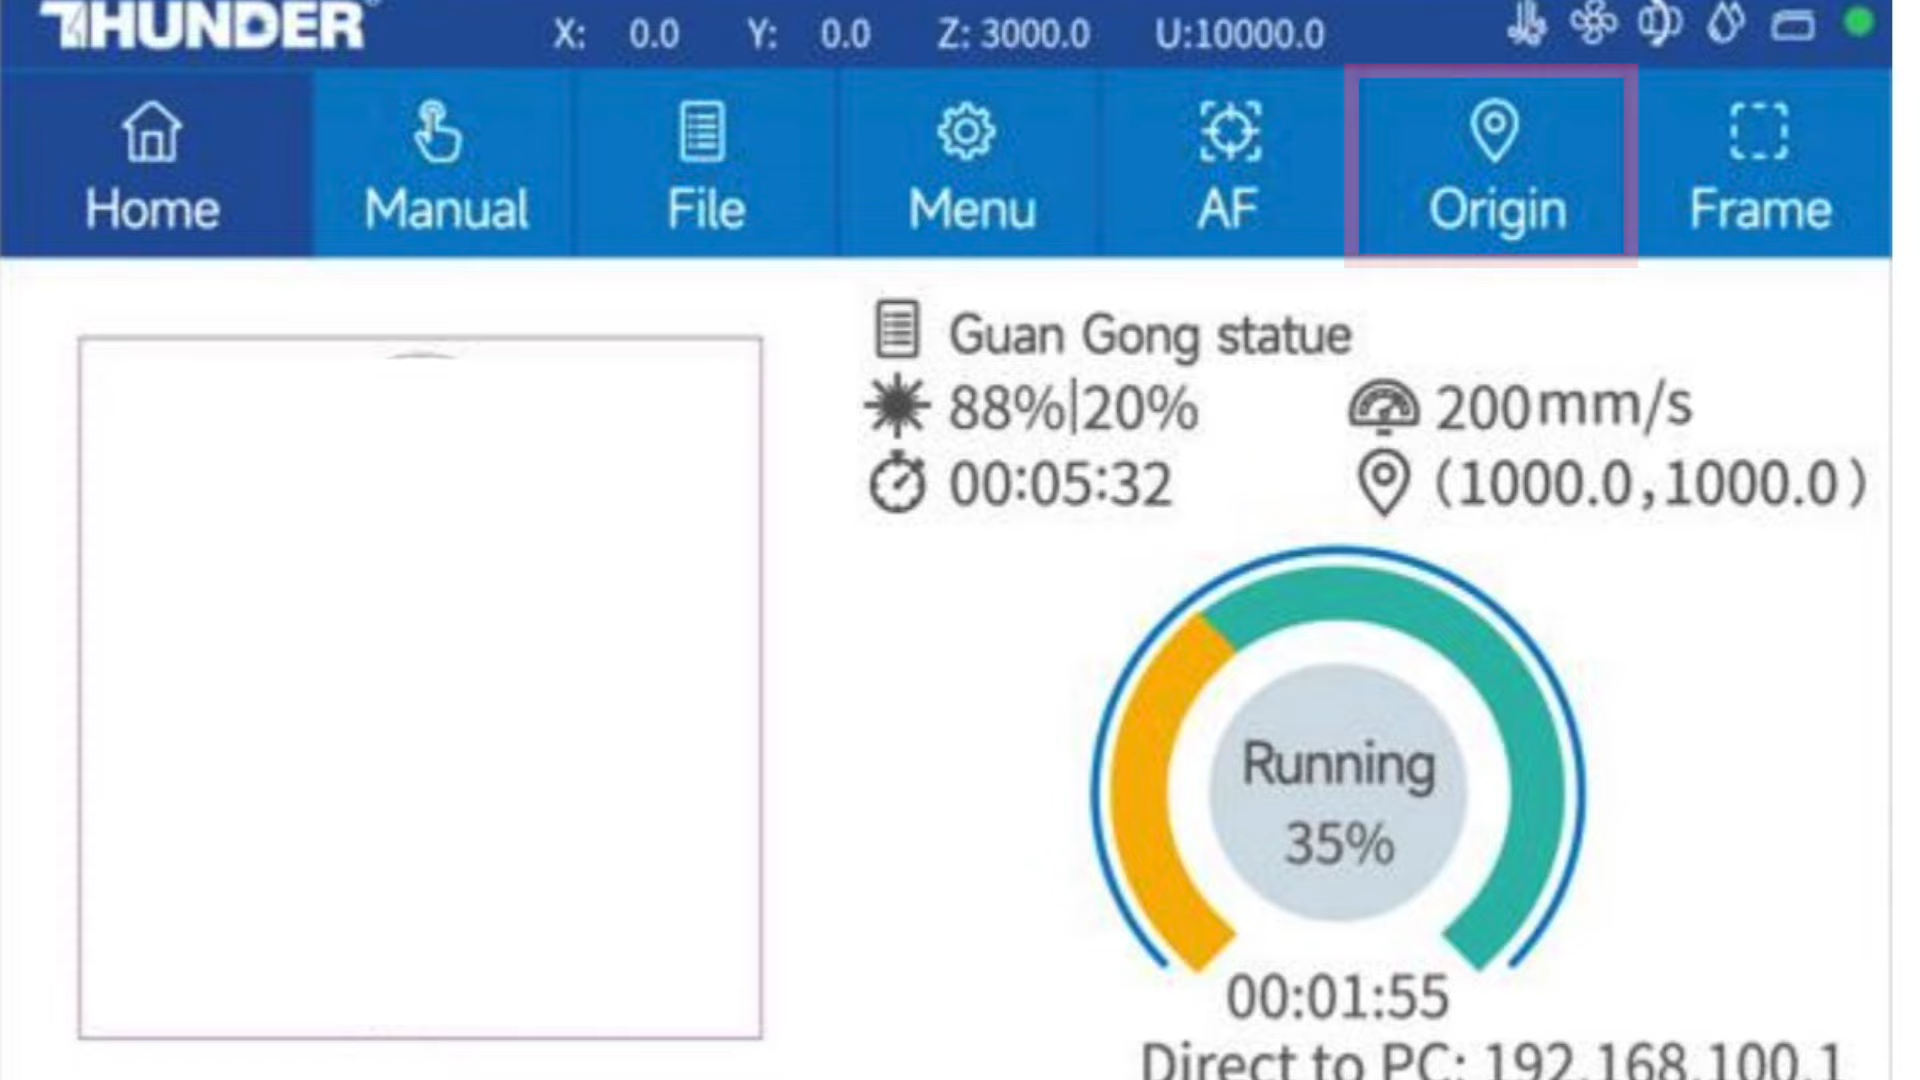 THUNDER® X: 0.0 Y: 0.0 Z: 3000.0 U:10000.0
Home Manual File Menu AF Origin Frame
Guan Gong statue
88%|20% 200mm/s
00:05:32 (1000.0,1000.0)
Running
35%
00:01:55
Direct to PC: 192.168.100.1